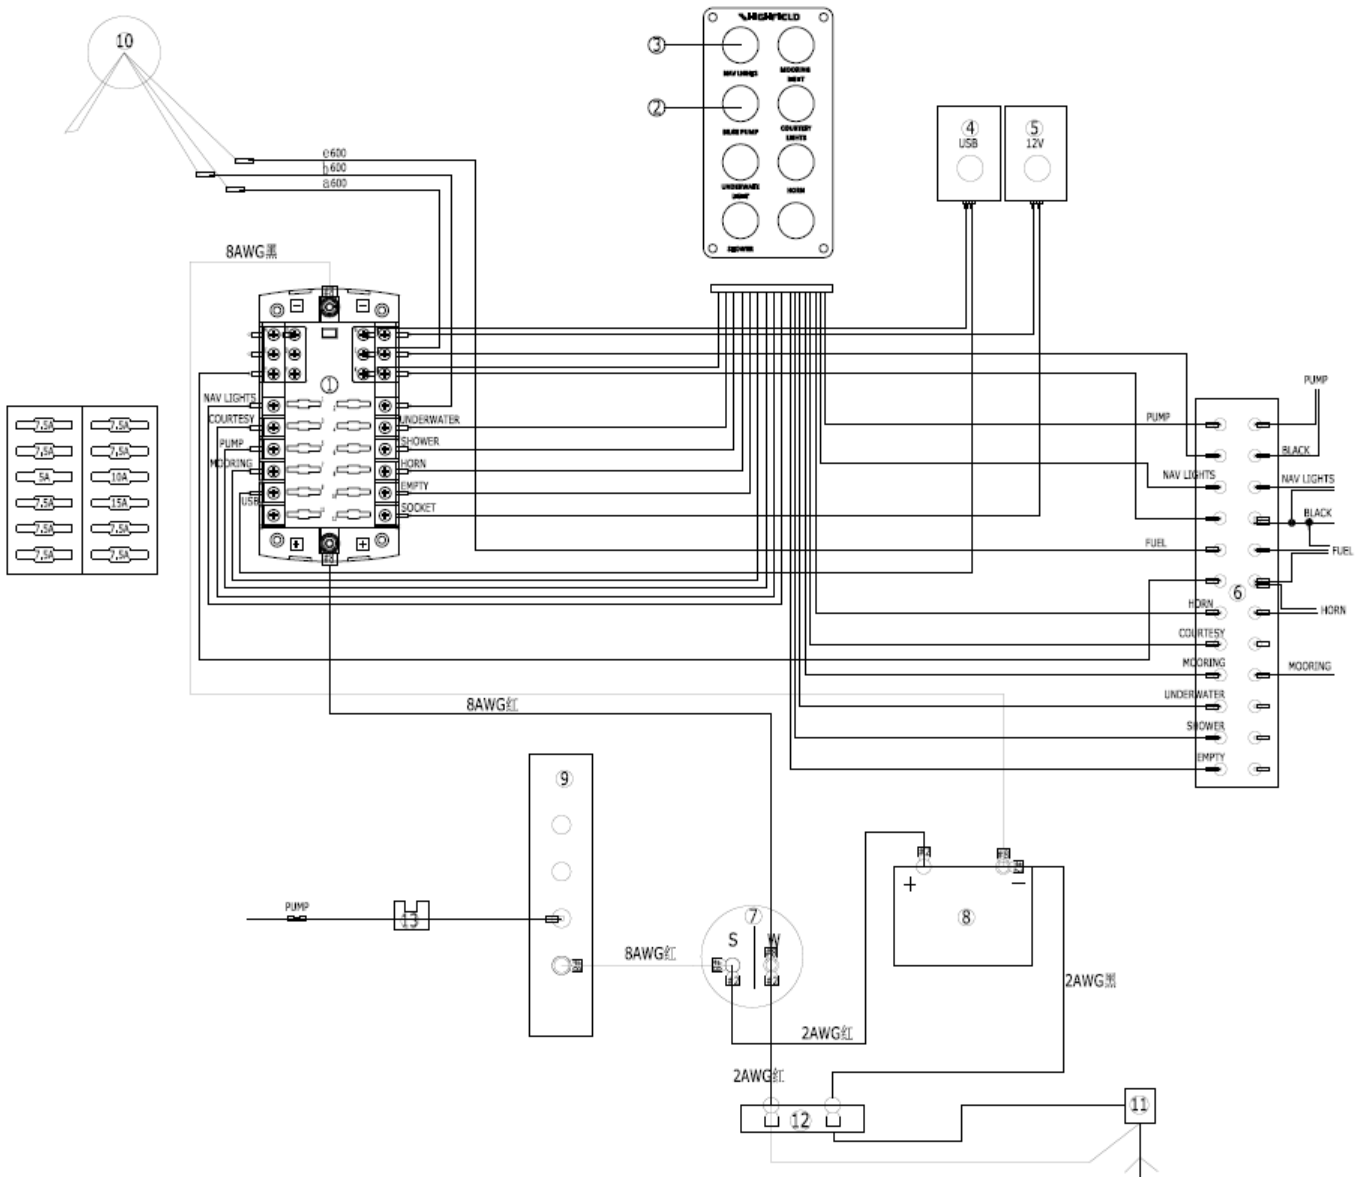 10
HIGHFIELD
3
NAV LIGHTS
MOORING
2
BILGE PUMP
COURTESY
LIGHTS
UNDERWATE
LIGHT
HORN
SHOWER
4
USB
5
12V
e600
b600
a600
8AWG黑
1
NAV LIGHTS
COURTESY
PUMP
MOORING
USB
UNDERWATER
SHOWER
HORN
EMPTY
SOCKET
7.5A 7.5A
7.5A 7.5A
5A 10A
7.5A 15A
7.5A 7.5A
7.5A 7.5A
PUMP
PUMP
BLACK
NAV LIGHTS
NAV LIGHTS
BLACK
FUEL
FUEL
6
HORN
HORN
COURTESY
MOORING
MOORING
UNDERWATER
SHOWER
EMPTY
8AWG红
9
PUMP
13
8AWG红
7
S W
#2
#2
#2
+ −
8
2AWG黑
2AWG红
2AWG红
12
11